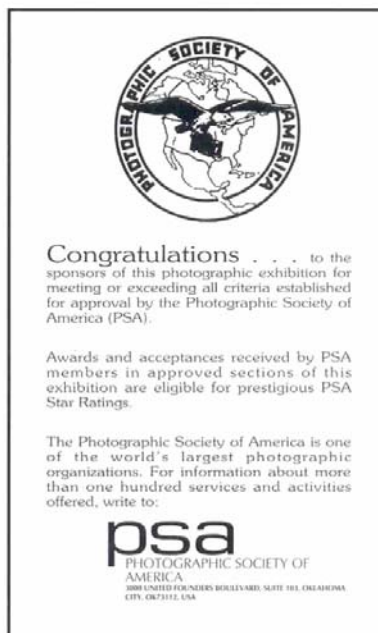 PHOTOGRAPHIC SOCIETY OF AMERICA
Congratulations . . . to the
sponsors of this photographic exhibition for
meeting or exceeding all criteria established
for approval by the Photographic Society of
America (PSA).
Awards and acceptances received by PSA
members in approved sections of this
exhibition are eligible for prestigious PSA
Star Ratings.
The Photographic Society of America is one
of the world's largest photographic
organizations. For information about more
than one hundred services and activities
offered, write to:
psa
PHOTOGRAPHIC SOCIETY OF
AMERICA
3000 UNITED FOUNDERS BOULEVARD, SUITE 103, OKLAHOMA
CITY, OK73112, USA